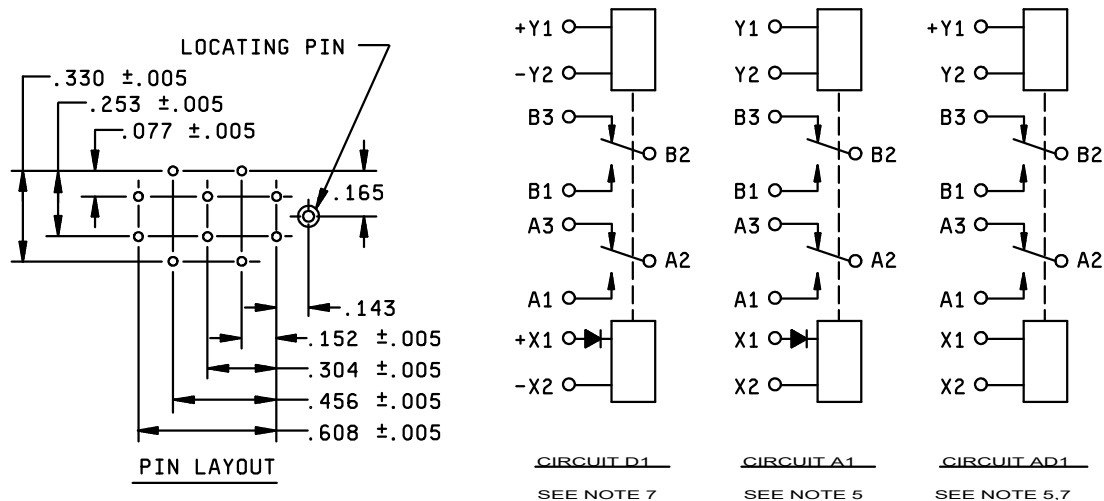 LOCATING PIN
.330 ±.005
.253 ±.005
.077 ±.005
.165
.143
.152 ±.005
.304 ±.005
.456 ±.005
.608 ±.005
PIN LAYOUT
+Y1
-Y2
B3
B2
B1
A3
A2
A1
+X1
-X2
CIRCUIT D1
SEE NOTE 7
Y1
Y2
B3
B2
B1
A3
A2
A1
X1
X2
CIRCUIT A1
SEE NOTE 5
+Y1
Y2
B3
B2
B1
A3
A2
A1
X1
X2
CIRCUIT AD1
SEE NOTE 5,7